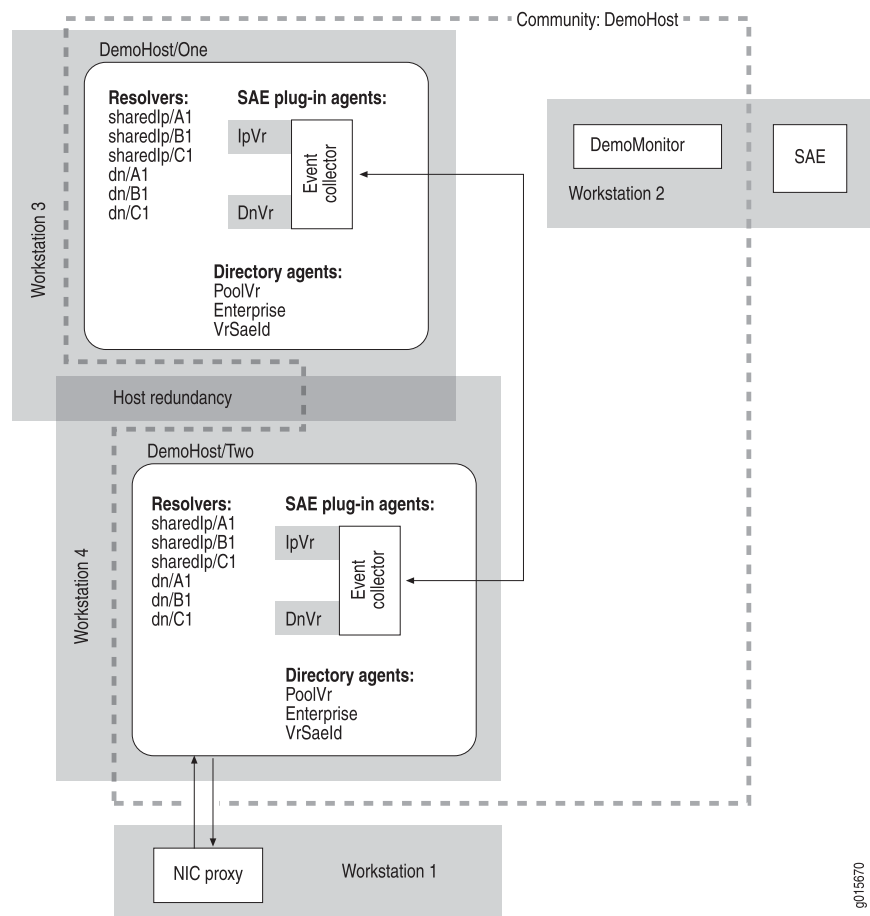 Community: DemoHost
DemoHost/One
Resolvers:
sharedIp/A1
sharedIp/B1
sharedIp/C1
dn/A1
dn/B1
dn/C1
SAE plug-in agents:
IpVr
DnVr
Event
collector
Directory agents:
PoolVr
Enterprise
VrSaeId
Workstation 3
DemoMonitor
Workstation 2
SAE
Host redundancy
DemoHost/Two
Resolvers:
sharedIp/A1
sharedIp/B1
sharedIp/C1
dn/A1
dn/B1
dn/C1
SAE plug-in agents:
IpVr
DnVr
Event
collector
Directory agents:
PoolVr
Enterprise
VrSaeId
Workstation 4
NIC proxy
Workstation 1
g015670